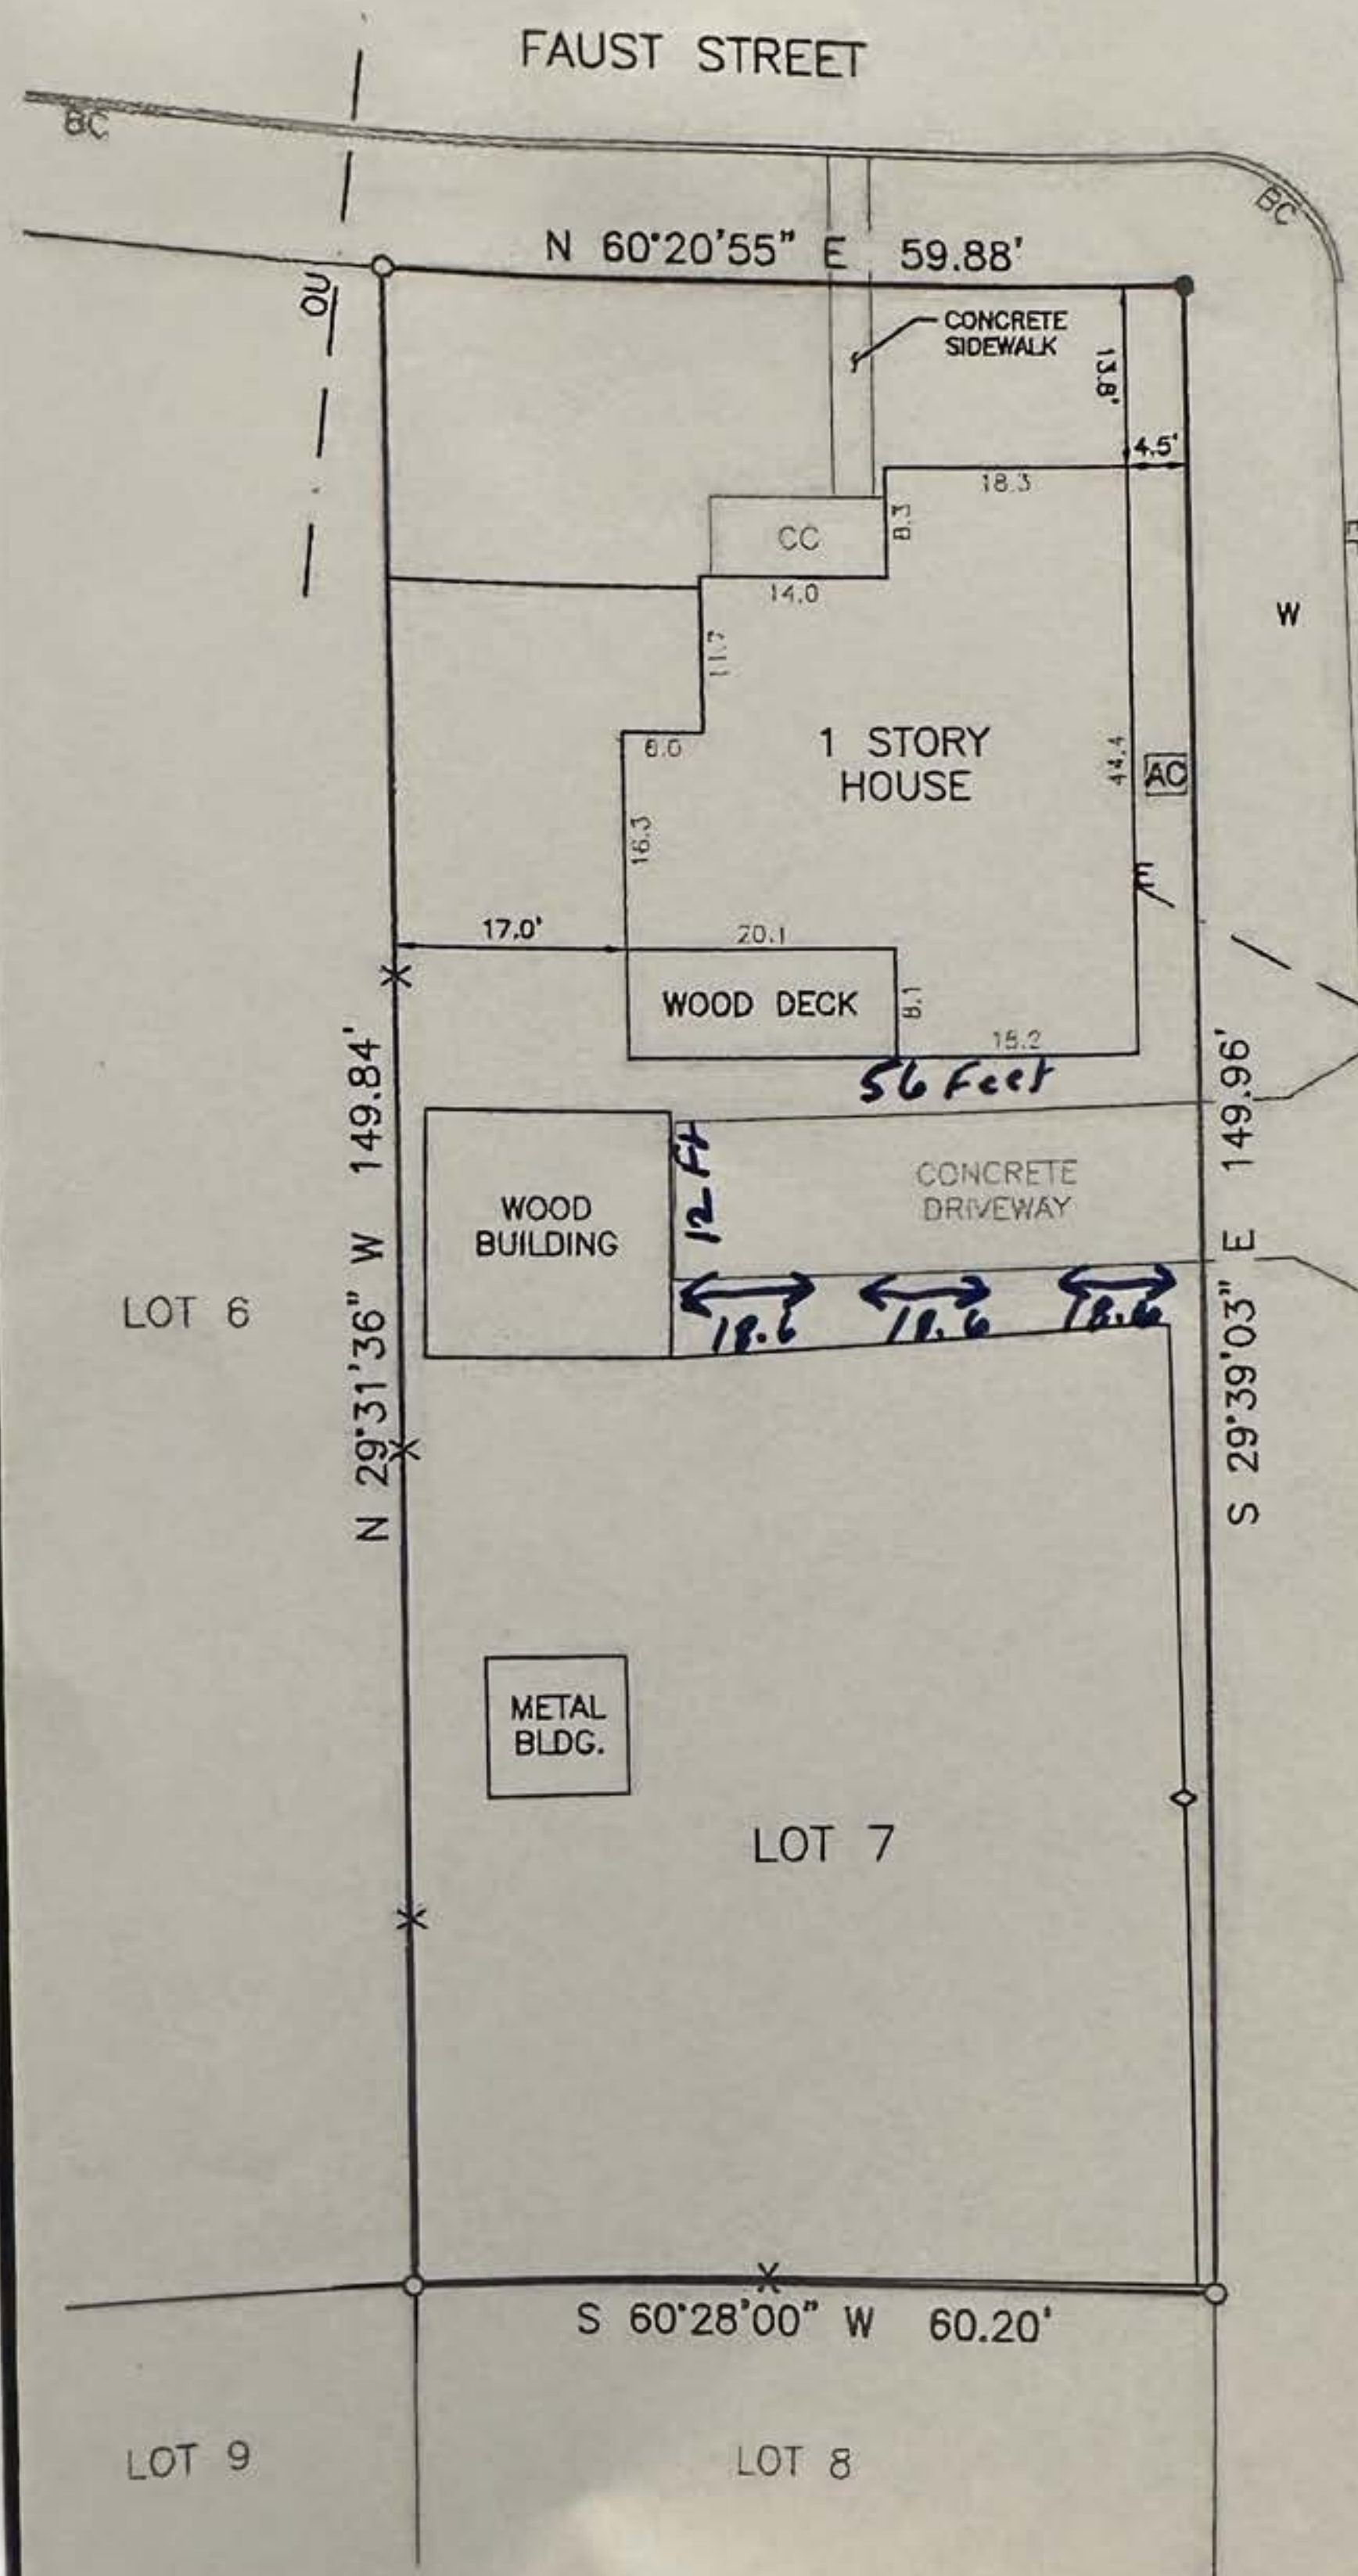 FAUST STREET
BC
BC
N 60°20'55" E 59.88'
OU
CONCRETE
SIDEWALK
13.8'
4.5'
18.3
8.3
CC
14.0
11.7
W
6.0
1 STORY
HOUSE
44.4
AC
16.3
E
17.0'
20.1
WOOD DECK
8.1
15.2
56 Feet
N 29°31'36" W 149.84'
S 29°39'03" E 149.96'
12 Ft
CONCRETE
DRIVEWAY
WOOD
BUILDING
LOT 6
18.6
18.6
18.6
METAL
BLDG.
LOT 7
S 60°28'00" W 60.20'
LOT 9
LOT 8